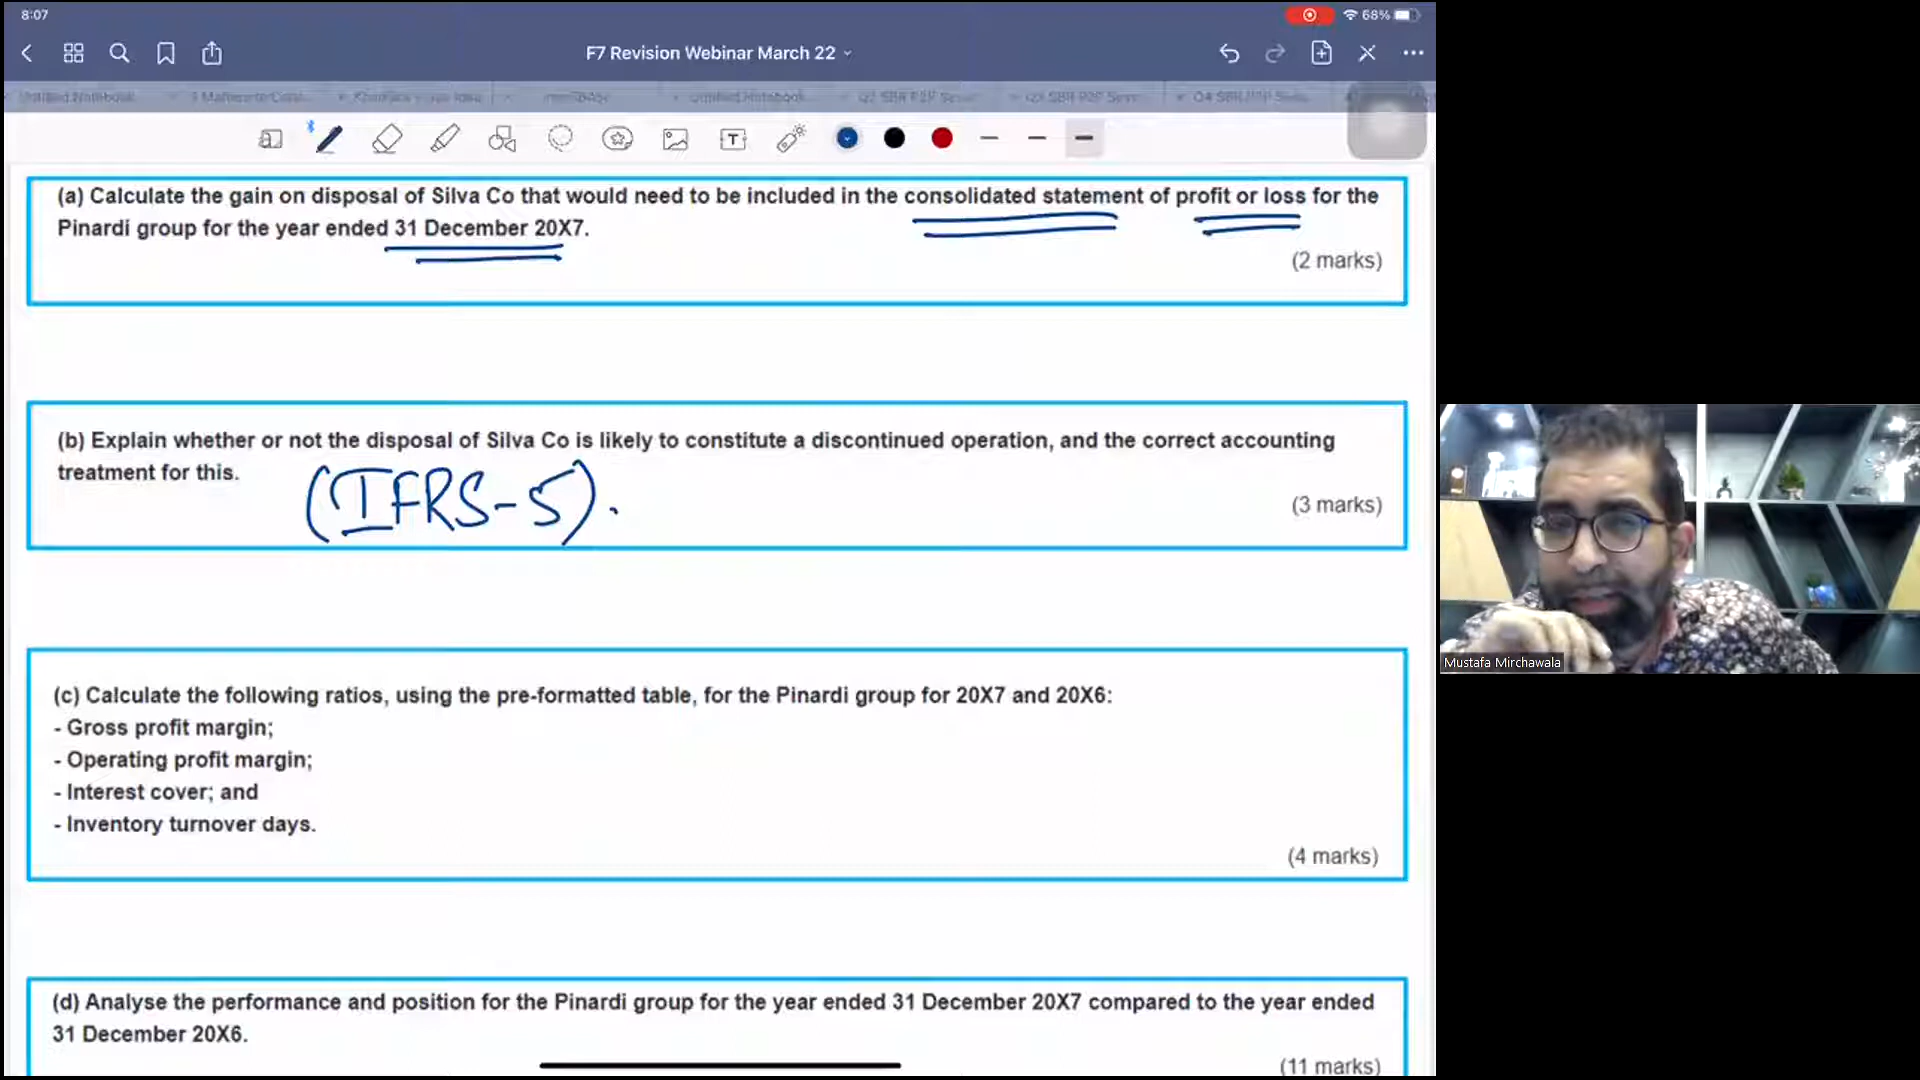 8:07
68%
F7 Revision Webinar March 22
Untitled Notebook
Untitled Notebook...
T
(a) Calculate the gain on disposal of Silva Co that would need to be included in the consolidated statement of profit or loss for the
Pinardi group for the year ended 31 December 20X7.
(2 marks)
(b) Explain whether or not the disposal of Silva Co is likely to constitute a discontinued operation, and the correct accounting
treatment for this.
(IFRS-5).
(3 marks)
(c) Calculate the following ratios, using the pre-formatted table, for the Pinardi group for 20X7 and 20X6:
- Gross profit margin;
- Operating profit margin;
- Interest cover; and
- Inventory turnover days.
(4 marks)
(d) Analyse the performance and position for the Pinardi group for the year ended 31 December 20X7 compared to the year ended
31 December 20X6.
(11 marks)
Mustafa Mirchawala